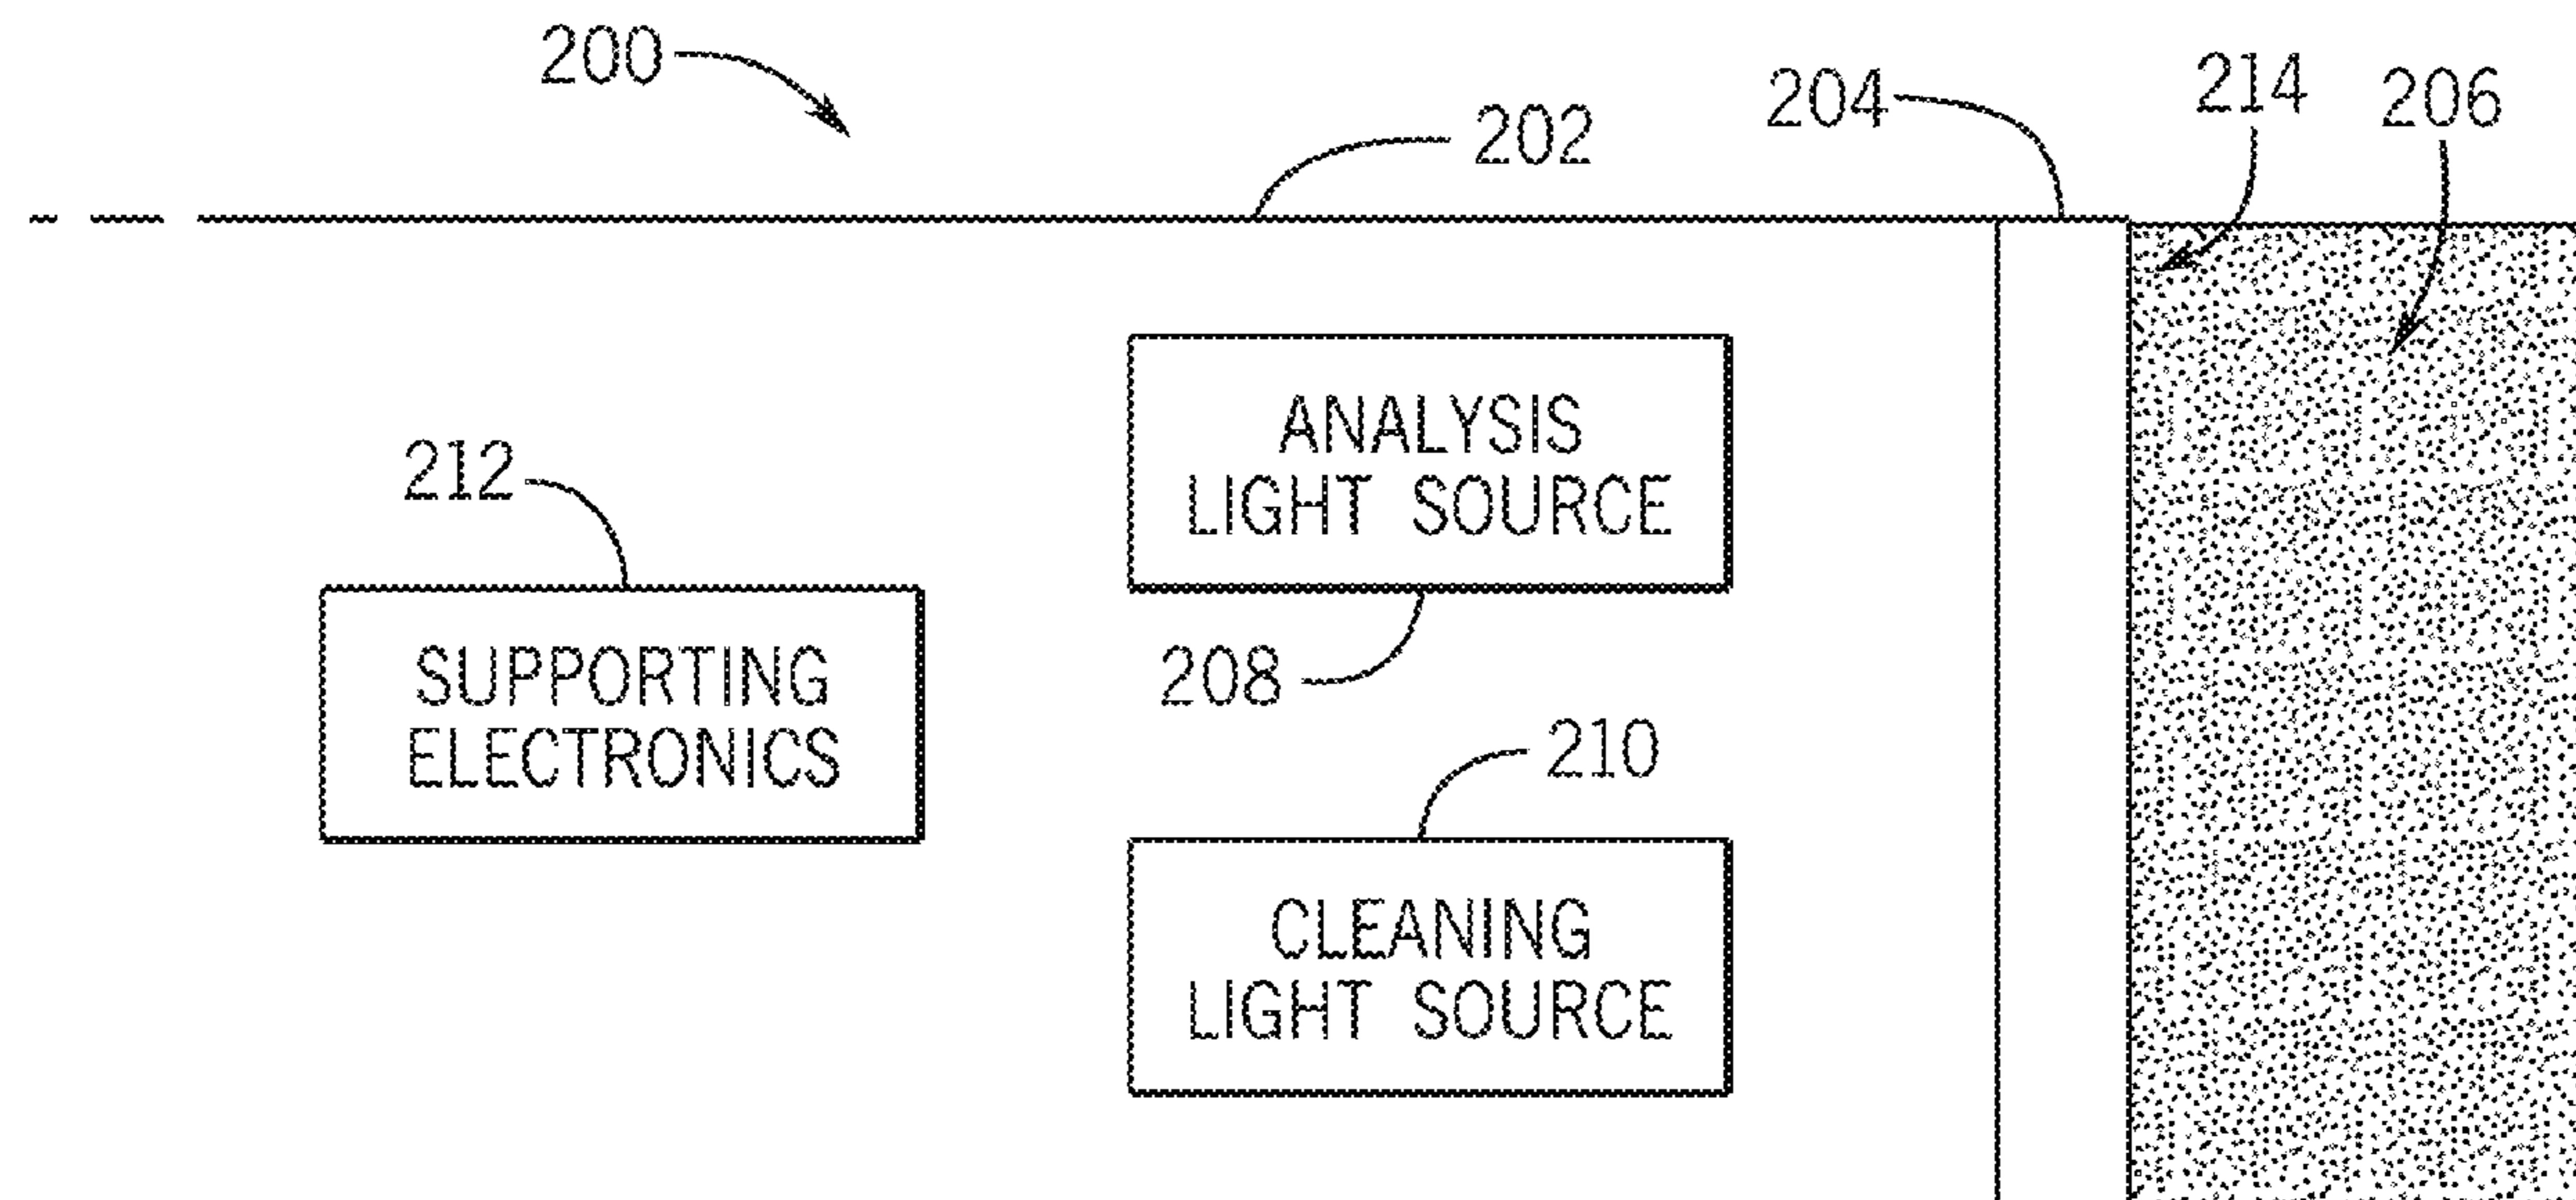 200
202
204
214
206
ANALYSIS
LIGHT SOURCE
212
208
SUPPORTING
ELECTRONICS
210
CLEANING
LIGHT SOURCE